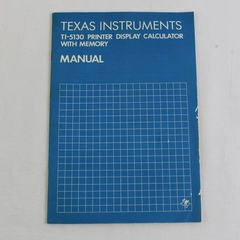 TEXAS INSTRUMENTS
TI-5130 PRINTER DISPLAY CALCULATOR
WITH MEMORY
MANUAL